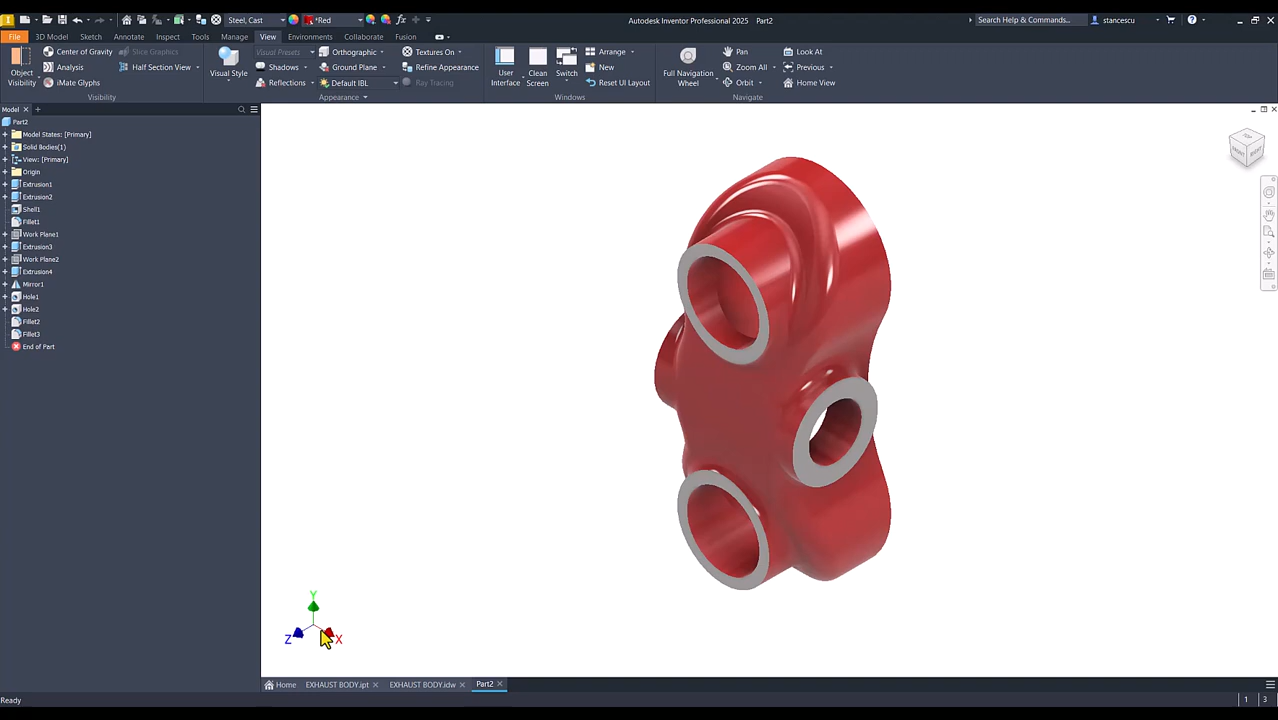 Steel, Cast
*Red
Autodesk Inventor Professional 2025 Part2
Search Help & Commands...
stancescu
File 3D Model Sketch Annotate Inspect Tools Manage View Environments Collaborate Fusion
Center of Gravity
Slice Graphics
Analysis
Half Section View
iMate Glyphs
Object Visibility
Visibility
Visual Style
Visual Presets
Shadows
Reflections
Orthographic
Ground Plane
Default IBL
Textures On
Refine Appearance
Ray Tracing
Appearance
User Interface
Clean Screen
Switch
Arrange
New
Reset UI Layout
Windows
Full Navigation Wheel
Pan
Zoom All
Orbit
Look At
Previous
Home View
Navigate
Model
Part2
Model States: [Primary]
Solid Bodies(1)
View: [Primary]
Origin
Extrusion1
Extrusion2
Shell1
Fillet1
Work Plane1
Extrusion3
Work Plane2
Extrusion4
Mirror1
Hole1
Hole2
Fillet2
Fillet3
End of Part
TOP
FRONT
RIGHT
Y
Z
X
Home EXHAUST BODY.ipt EXHAUST BODY.idw Part2
Ready
1 3